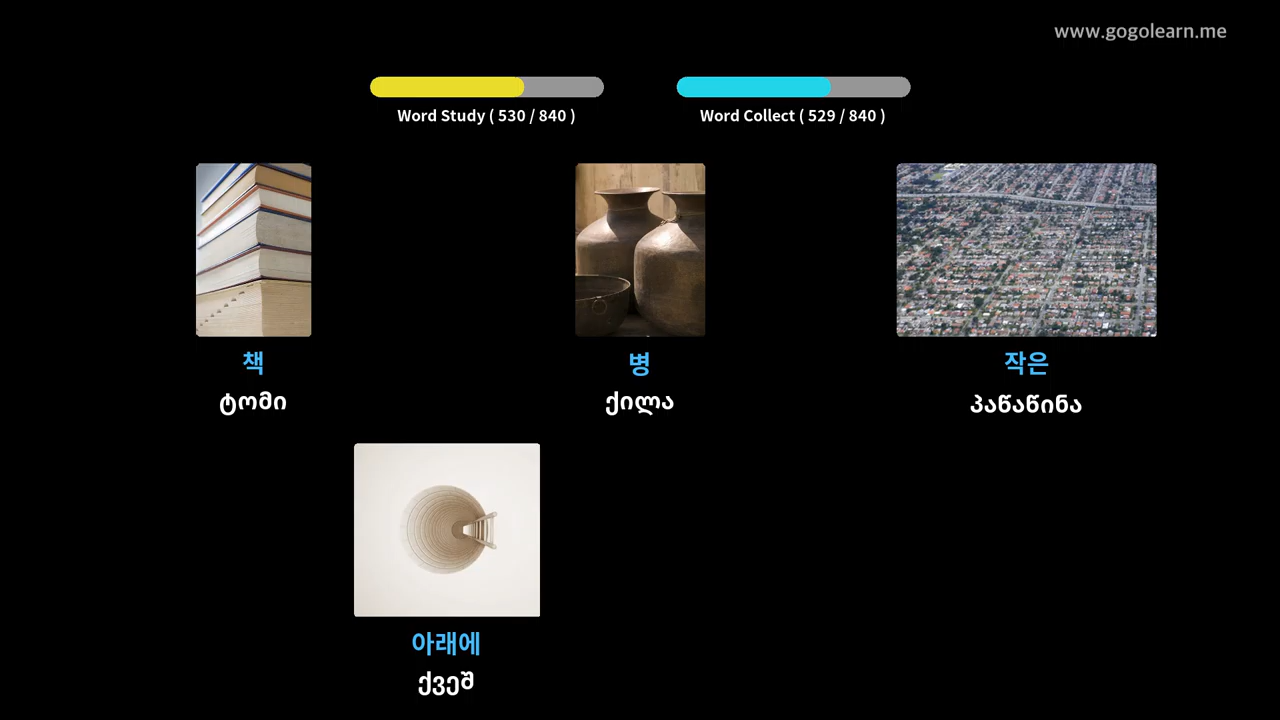 www.gogolearn.me
Word Study ( 530 / 840 )
Word Collect ( 529 / 840 )
책
병
작은
ტომი
ქილა
პაწაწინა
아래에
ქვეშ